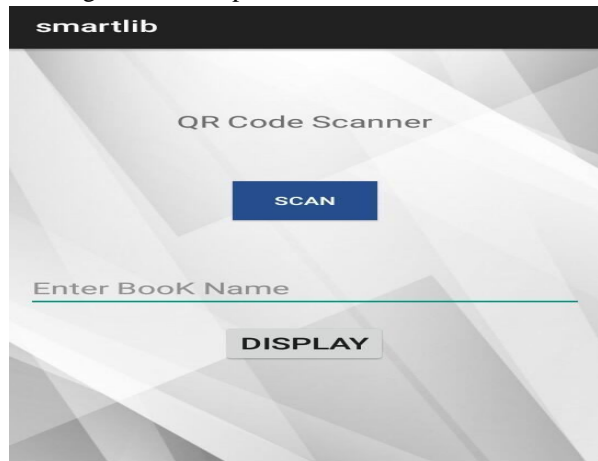 smartlib
QR Code Scanner
SCAN
Enter BooK Name
DISPLAY